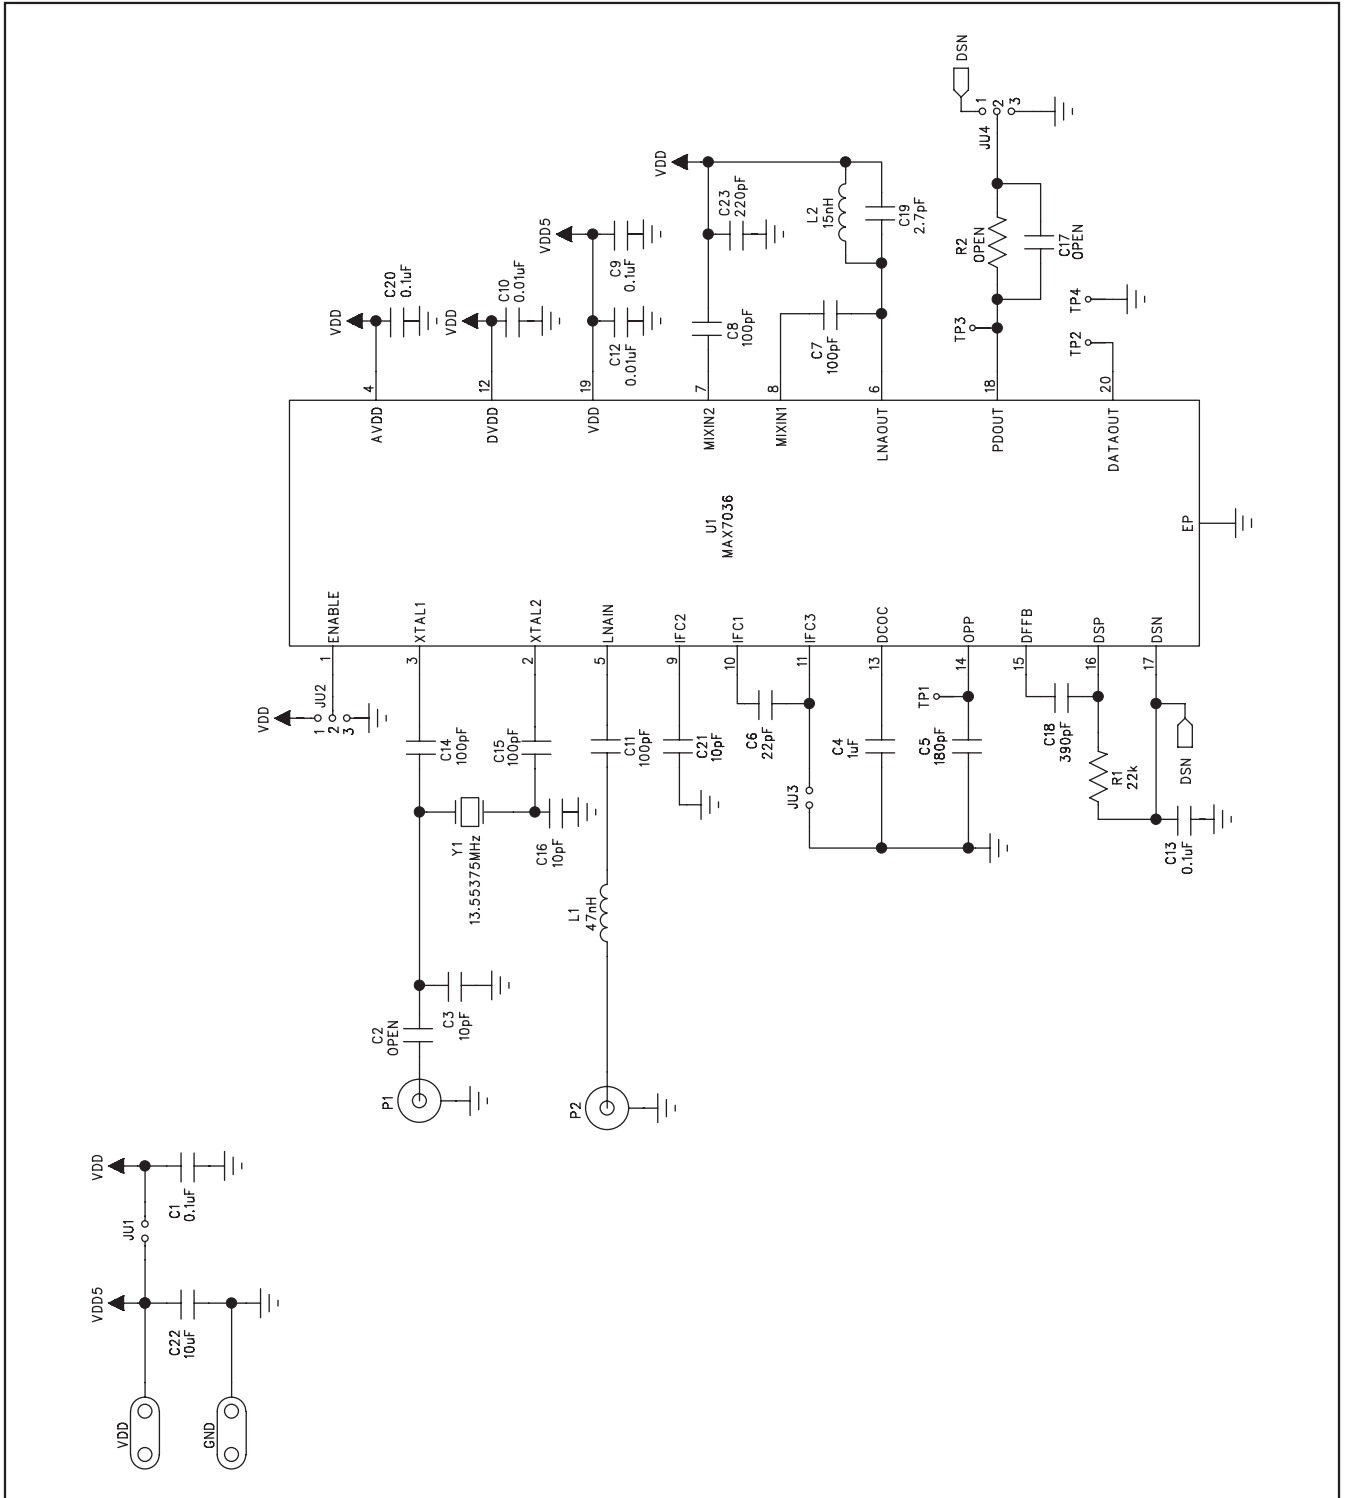 DSN
1
2
3
JU4
VDD
C23
220pF
L2
15nH
C19
2.7pF
R2
OPEN
C17
OPEN
VDD5
C9
0.1uF
C20
0.1uF
VDD
C10
0.01uF
VDD
C12
0.01uF
C8
100pF
C7
100pF
TP3
TP4
TP2
4
12
19
7
8
6
18
20
AVDD
DVDD
VDD
MIXIN2
MIXIN1
LNAOUT
PDOUT
DATAOUT
U1
MAX7036
EP
ENABLE
XTAL1
XTAL2
LNAIN
IFC2
IFC1
IFC3
DCOC
OPP
DFFB
DSP
DSN
1
3
2
5
9
10
11
13
14
15
16
17
VDD
JU2
1
2
3
C14
100pF
C15
100pF
C11
100pF
C21
10pF
C6
22pF
JU3
C4
1uF
TP1
C5
180pF
C18
390pF
R1
22k
DSN
C13
0.1uF
Y1
13.55375MHz
C16
10pF
L1
47nH
C2
OPEN
C3
10pF
P1
P2
VDD
C1
0.1uF
JU1
VDD5
C22
10uF
VDD
GND